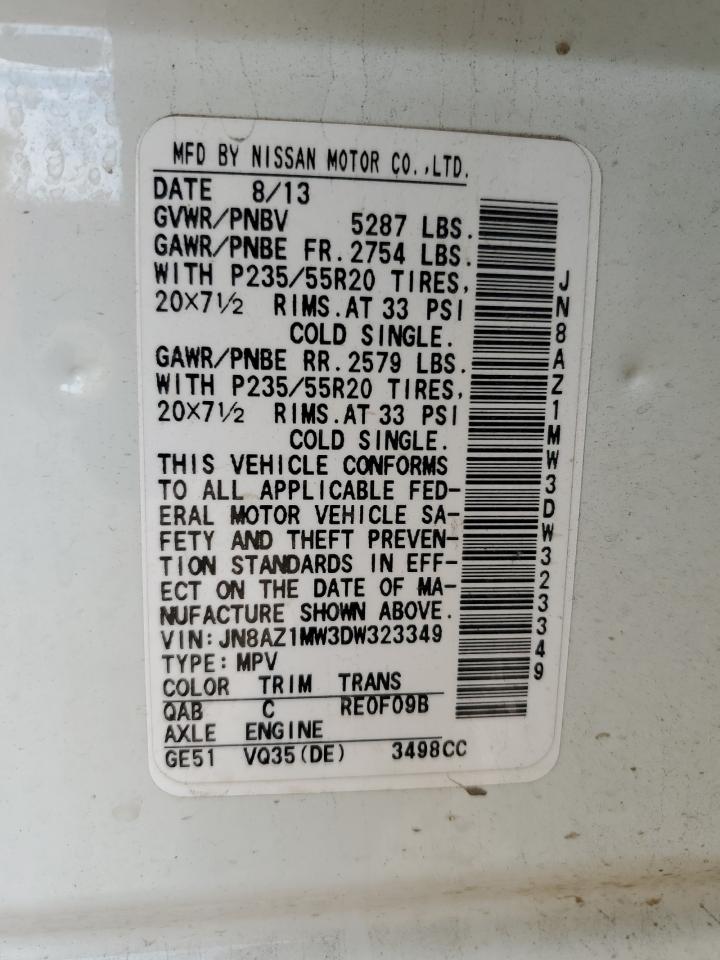 MFD BY NISSAN MOTOR CO.,LTD.
DATE 8/13
GVWR/PNBV 5287 LBS.
GAWR/PNBE FR. 2754 LBS.
WITH P235/55R20 TIRES,
20×7 1/2 RIMS. AT 33 PSI
COLD SINGLE.
GAWR/PNBE RR. 2579 LBS.
WITH P235/55R20 TIRES,
20×7 1/2 RIMS. AT 33 PSI
COLD SINGLE.
THIS VEHICLE CONFORMS
TO ALL APPLICABLE FED-
ERAL MOTOR VEHICLE SA-
FETY AND THEFT PREVEN-
TION STANDARDS IN EFF-
ECT ON THE DATE OF MA-
NUFACTURE SHOWN ABOVE.
VIN: JN8AZ1MW3DW323349
TYPE: MPV
COLOR TRIM TRANS
QAB C RE0F09B
AXLE ENGINE
GE51 VQ35(DE) 3498CC
JN8AZ1MW3DW323349